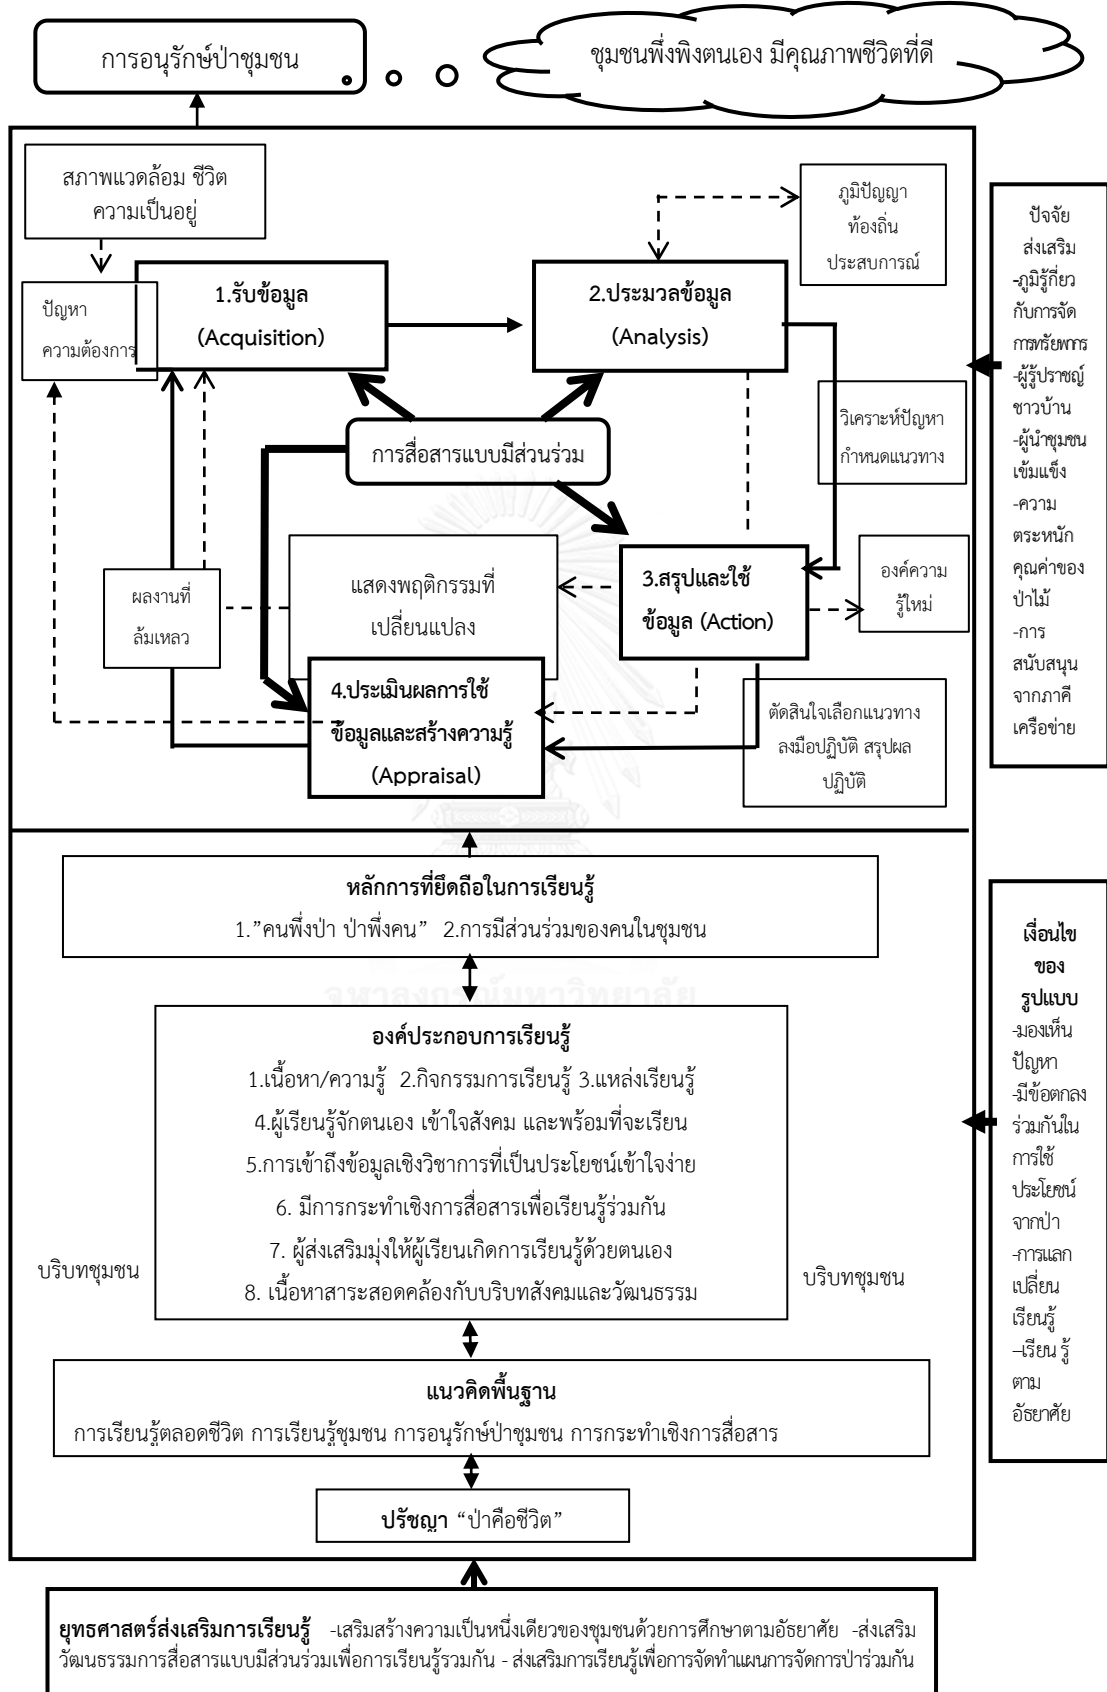 การอนุรักษ์ป่าชุมชน
ชุมชนพึ่งพิงตนเอง มีคุณภาพชีวิตที่ดี
สภาพแวดล้อม ชีวิต
ความเป็นอยู่
ภูมิปัญญา
ท้องถิ่น
ประสบการณ์
ปัญหา
ความต้องการ
1.รับข้อมูล
(Acquisition)
2.ประมวลข้อมูล
(Analysis)
วิเคราะห์ปัญหา
กำหนดแนวทาง
การสื่อสารแบบมีส่วนร่วม
ผลงานที่
ล้มเหลว
แสดงพฤติกรรมที่
เปลี่ยนแปลง
3.สรุปและใช้
ข้อมูล (Action)
องค์ความ
รู้ใหม่
4.ประเมินผลการใช้
ข้อมูลและสร้างความรู้
(Appraisal)
ตัดสินใจเลือกแนวทาง
ลงมือปฏิบัติ สรุปผล
ปฏิบัติ
ปัจจัย
ส่งเสริม
-ภูมิรู้กี่ยว
กับการจัด
การทรัยพากร
-ผู้รู้ปราชญ์
ชาวบ้าน
-ผู้นำชุมชน
เข้มแข็ง
-ความ
ตระหนัก
คุณค่าของ
ป่าไม้
-การ
สนับสนุน
จากภาคี
เครือข่าย
หลักการที่ยึดถือในการเรียนรู้
1.”คนพึ่งป่า ป่าพึ่งคน” 2.การมีส่วนร่วมของคนในชุมชน
จุฬาลงกรณ์มหาวิทยาลัย
องค์ประกอบการเรียนรู้
1.เนื้อหา/ความรู้ 2.กิจกรรมการเรียนรู้ 3.แหล่งเรียนรู้
4.ผู้เรียนรู้จักตนเอง เข้าใจสังคม และพร้อมที่จะเรียน
5.การเข้าถึงข้อมูลเชิงวิชาการที่เป็นประโยชน์เข้าใจง่าย
6. มีการกระทำเชิงการสื่อสารเพื่อเรียนรู้ร่วมกัน
7. ผู้ส่งเสริมมุ่งให้ผู้เรียนเกิดการเรียนรู้ด้วยตนเอง
8. เนื้อหาสาระสอดคล้องกับบริบทสังคมและวัฒนธรรม
บริบทชุมชน
บริบทชุมชน
แนวคิดพื้นฐาน
การเรียนรู้ตลอดชีวิต การเรียนรู้ชุมชน การอนุรักษ์ป่าชุมชน การกระทำเชิงการสื่อสาร
ปรัชญา “ป่าคือชีวิต”
เงื่อนไข
ของ
รูปแบบ
-มองเห็น
ปัญหา
-มีข้อตกลง
ร่วมกันใน
การใช้
ประโยชน์
จากป่า
-การแลก
เปลี่ยน
เรียนรู้
–เรียน รู้
ตาม
อัธยาศัย
ยุทธศาสตร์ส่งเสริมการเรียนรู้ -เสริมสร้างความเป็นหนึ่งเดียวของชุมชนด้วยการศึกษาตามอัธยาศัย -ส่งเสริม
วัฒนธรรมการสื่อสารแบบมีส่วนร่วมเพื่อการเรียนรู้รวมกัน - ส่งเสริมการเรียนรู้เพื่อการจัดทำแผนการจัดการป่าร่วมกัน